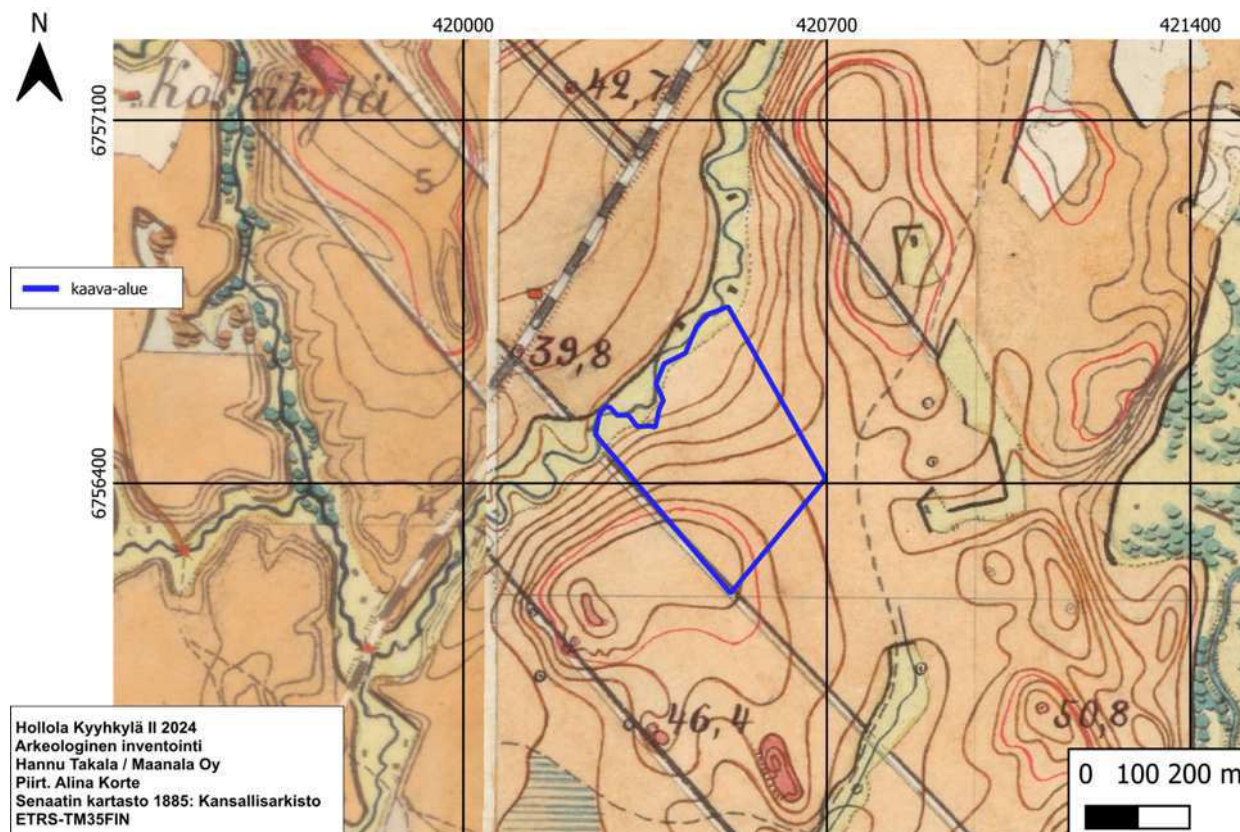 N
420000
420700
421400
Koskikylä
42,7
6757100
5
kaava-alue
39,8
6756400
4
46,4
50,8
Hollola Kyyhkylä II 2024
Arkeologinen inventointi
Hannu Takala / Maanala Oy
Piirt. Alina Korte
Senaatin kartasto 1885: Kansallisarkisto
ETRS-TM35FIN
0 100 200 m